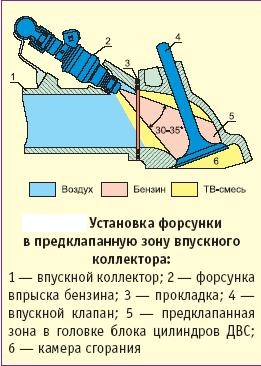 1
2
3
4
30-35°
5
6
Воздух
Бензин
ТВ-смесь
Установка форсунки
в предклапанную зону впускного
коллектора:
1 — впускной коллектор; 2 — форсунка
впрыска бензина; 3 — прокладка; 4 —
впускной клапан; 5 — предклапанная
зона в головке блока цилиндров ДВС;
6 — камера сгорания